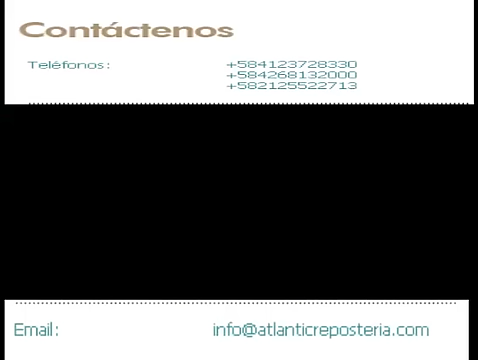 Contáctenos
Teléfonos: +584123728330
+584268132000
+582125522713
Email: info@atlanticreposteria.com